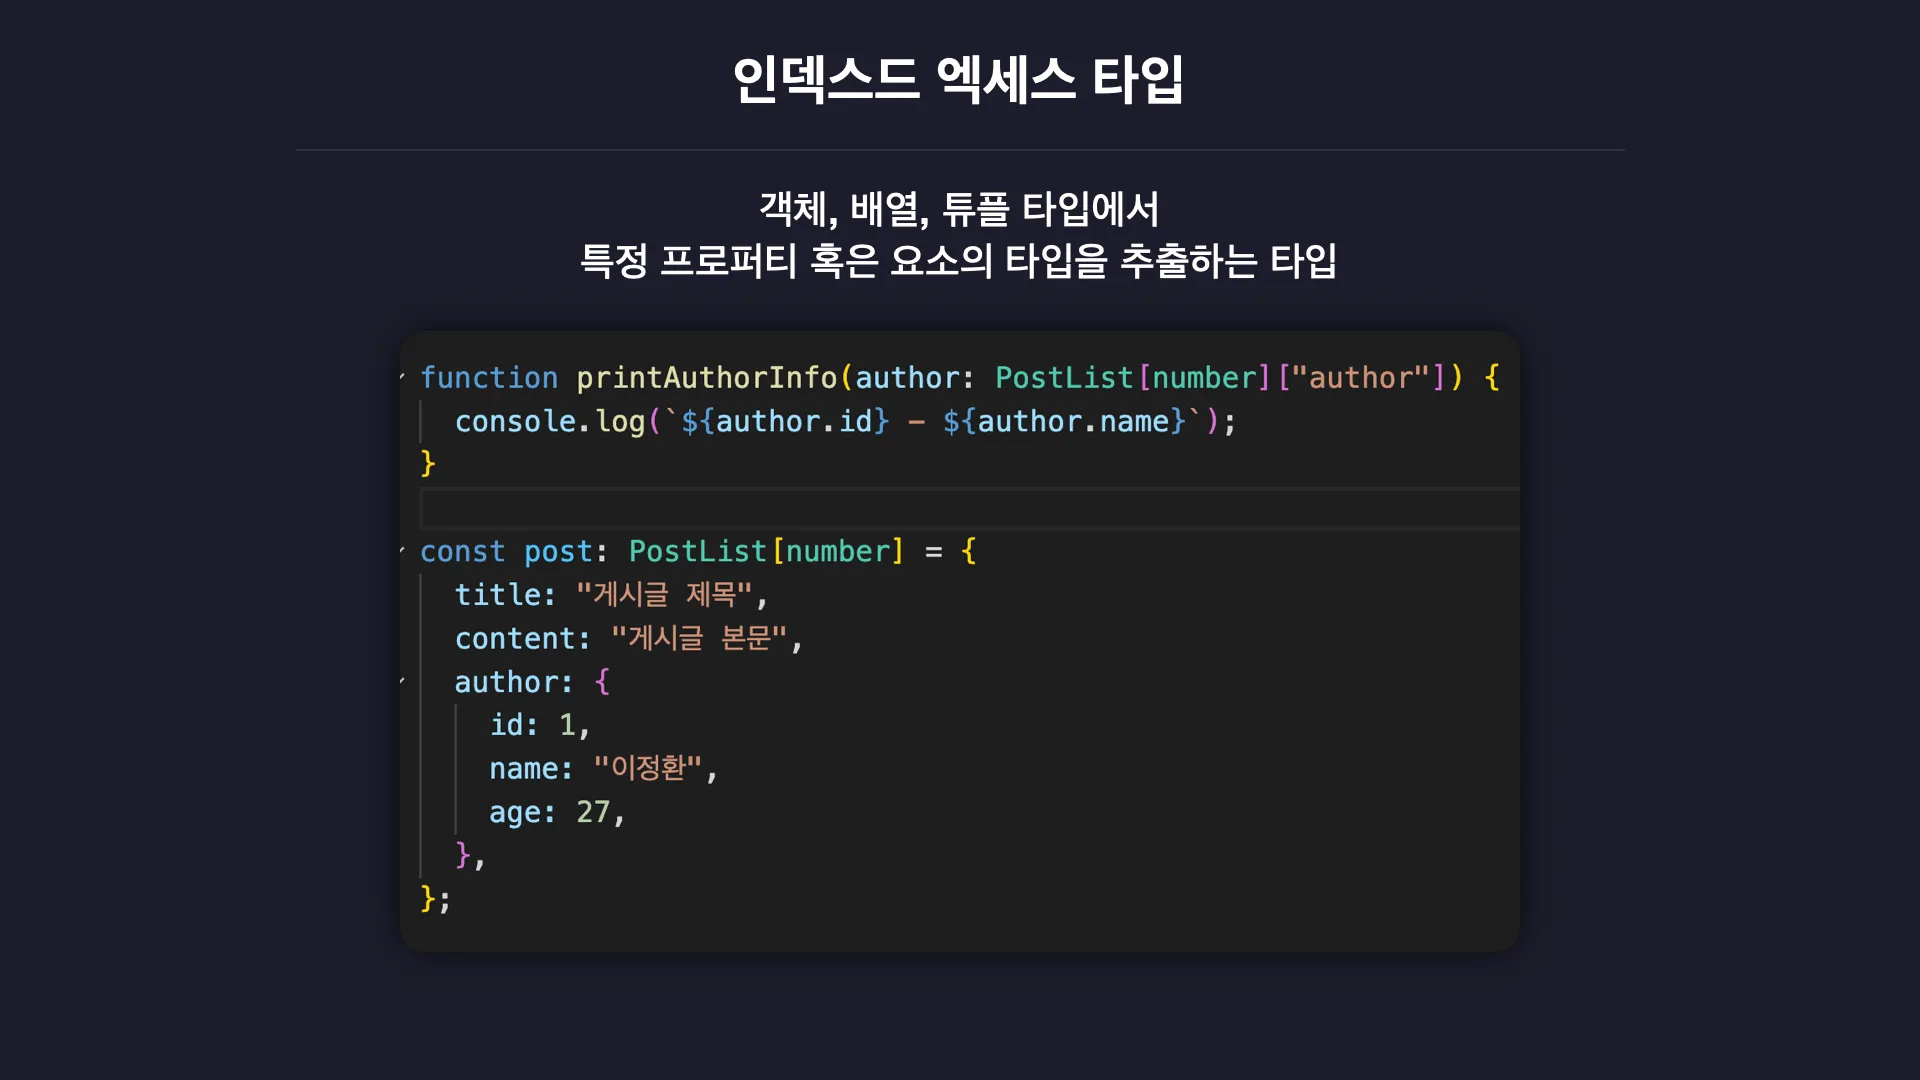 인덱스드 엑세스 타입
객체, 배열, 튜플 타입에서
특정 프로퍼티 혹은 요소의 타입을 추출하는 타입
function printAuthorInfo(author: PostList[number]["author"]) {
  console.log(`${author.id} - ${author.name}`);
}
const post: PostList[number] = {
  title: "게시글 제목",
  content: "게시글 본문",
  author: {
    id: 1,
    name: "이정환",
    age: 27,
  },
};